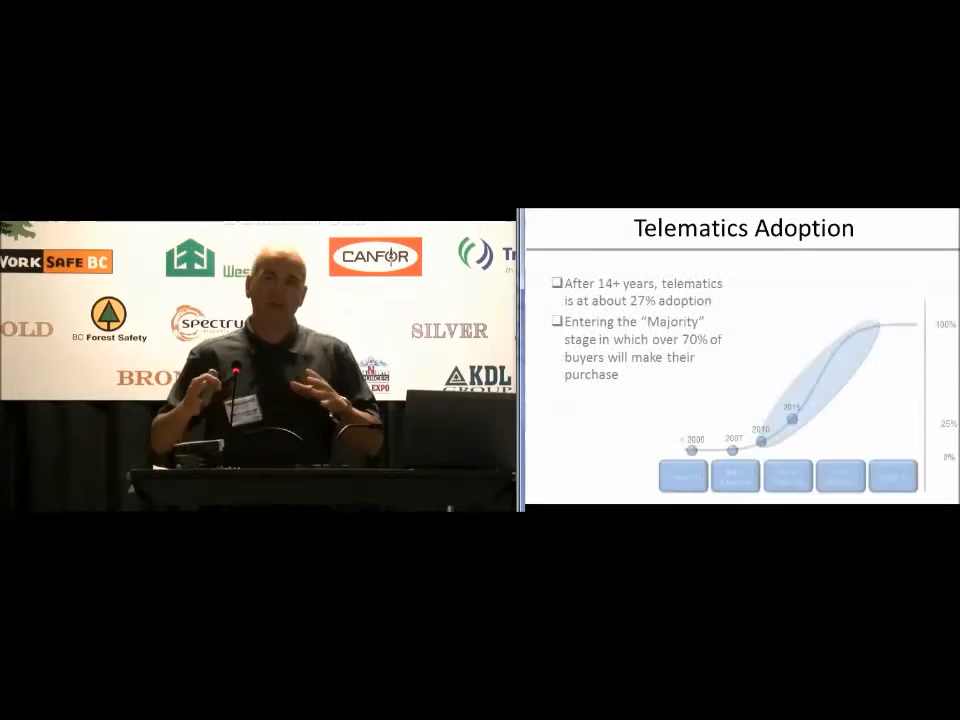 WORK SAFE BC
CANFOR
BC Forest Safety
OLD
SILVER
KDL
GROUP
EXPO
Telematics Adoption
After 14+ years, telematics
is at about 27% adoption
Entering the “Majority”
stage in which over 70% of
buyers will make their
purchase
100%
25%
0%
< 2000
2007
2010
2015